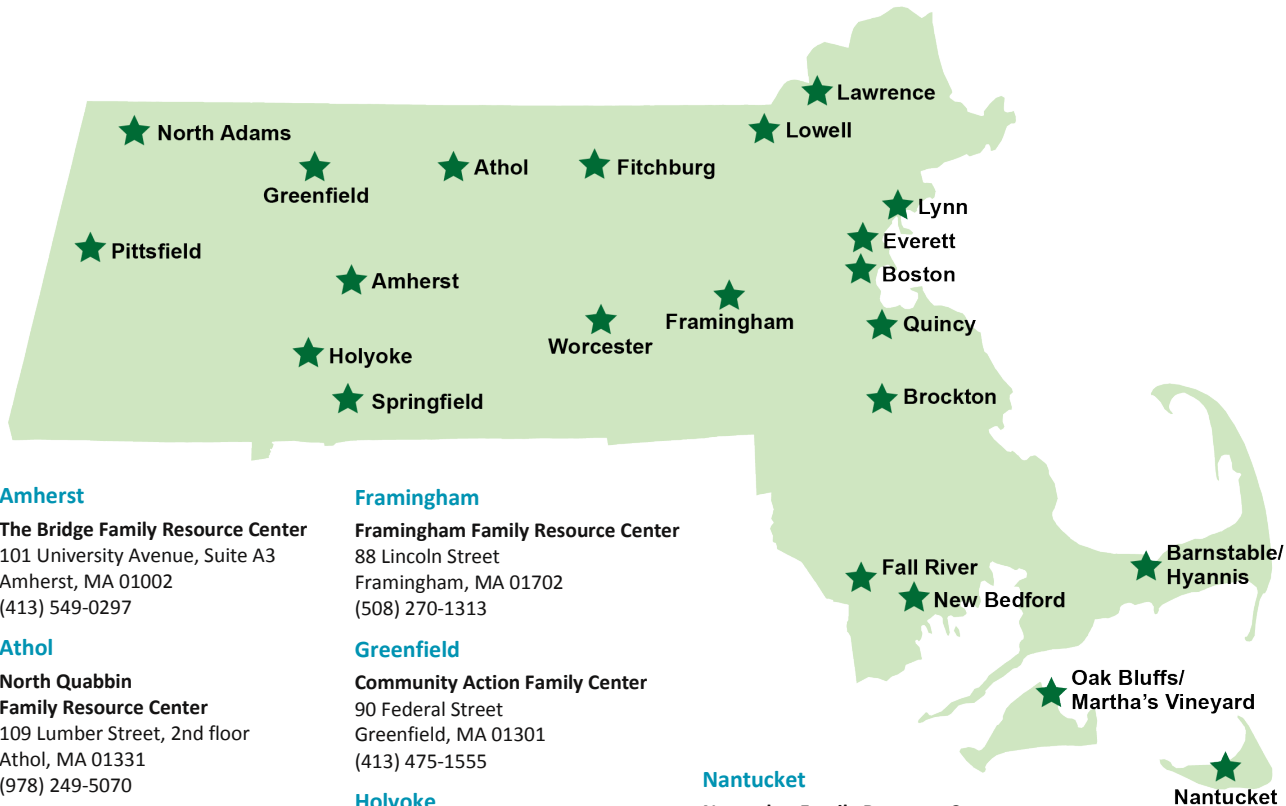 Lawrence
Lowell
North Adams
Greenfield
Athol
Fitchburg
Lynn
Everett
Boston
Pittsfield
Amherst
Framingham
Quincy
Worcester
Holyoke
Springfield
Brockton
Barnstable/
Hyannis
Fall River
New Bedford
Oak Bluffs/
Martha’s Vineyard
Nantucket
Amherst
The Bridge Family Resource Center
101 University Avenue, Suite A3
Amherst, MA 01002
(413) 549-0297
Athol
North Quabbin
Family Resource Center
109 Lumber Street, 2nd floor
Athol, MA 01331
(978) 249-5070
Framingham
Framingham Family Resource Center
88 Lincoln Street
Framingham, MA 01702
(508) 270-1313
Greenfield
Community Action Family Center
90 Federal Street
Greenfield, MA 01301
(413) 475-1555
Holyoke
Nantucket